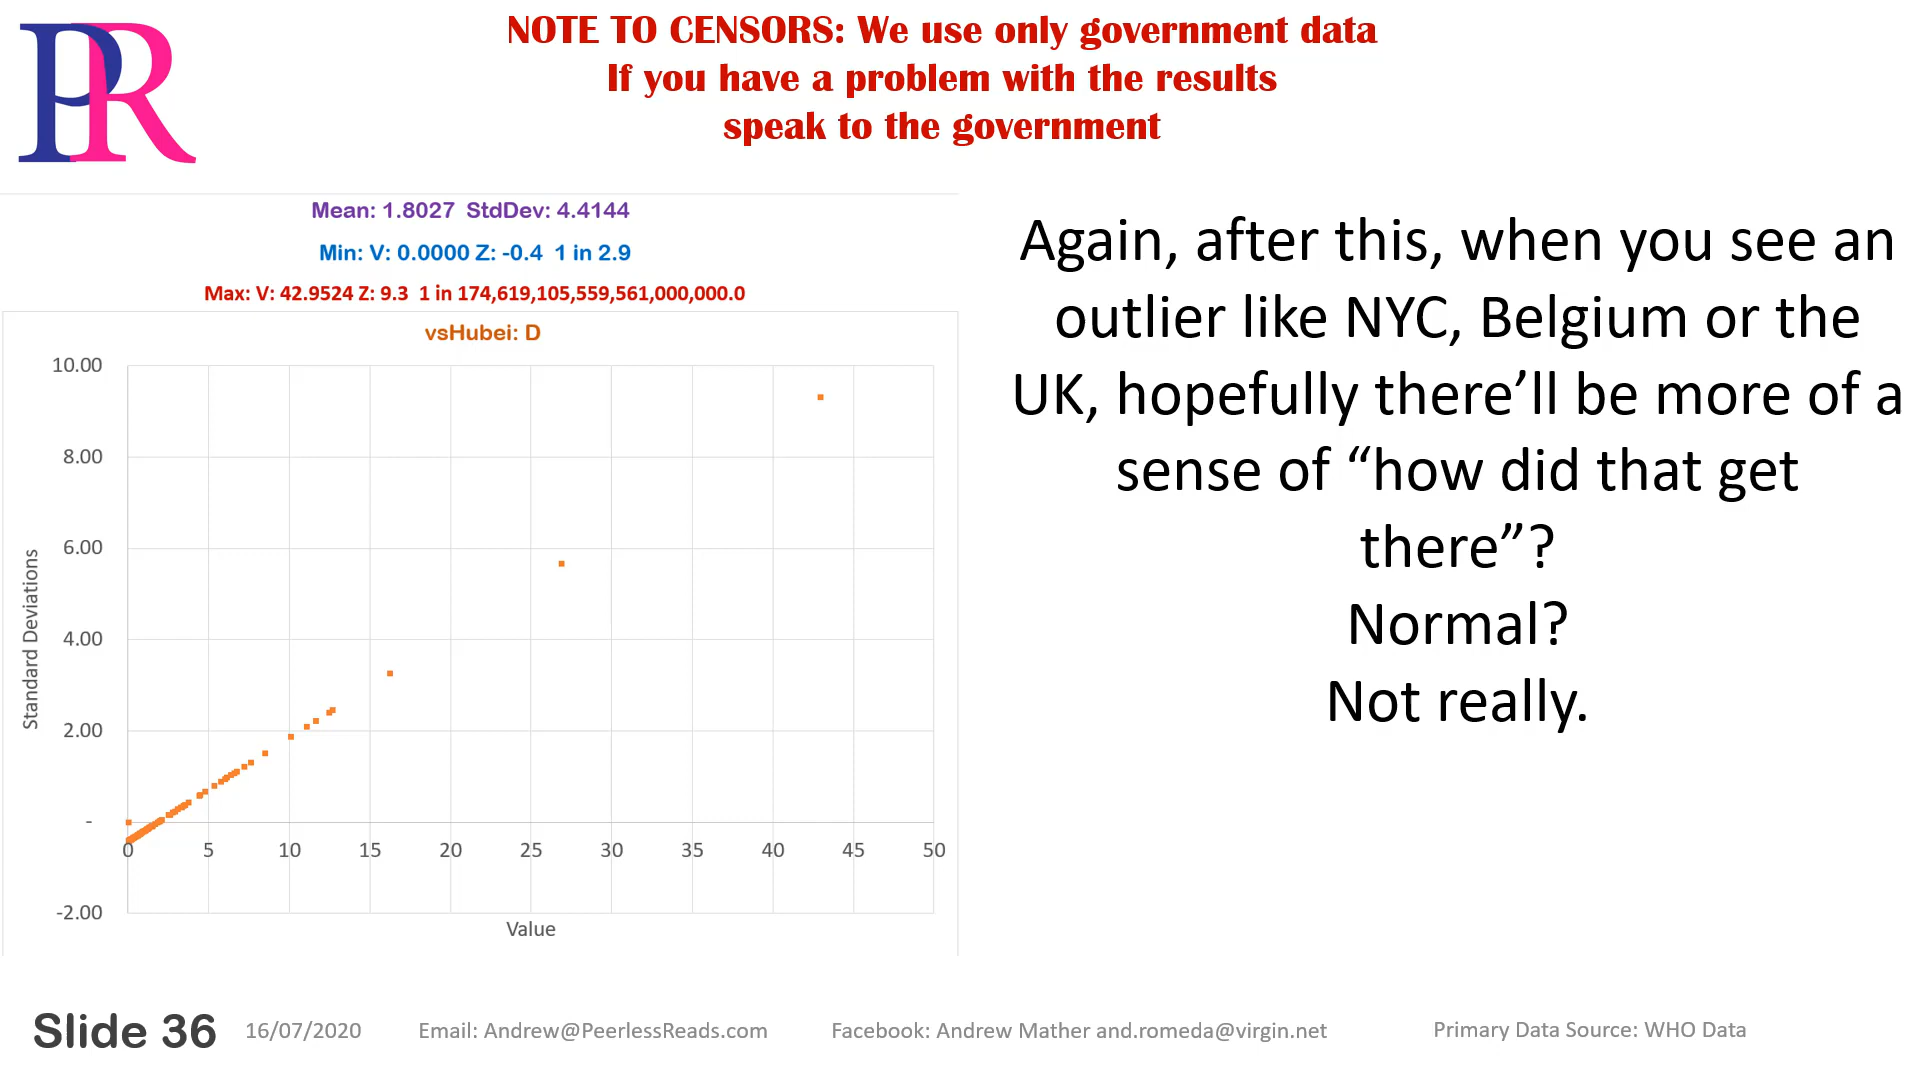 PR
NOTE TO CENSORS: We use only government data
If you have a problem with the results
speak to the government
Mean: 1.8027 StdDev: 4.4144
Min: V: 0.0000 Z: -0.4 1 in 2.9
Max: V: 42.9524 Z: 9.3 1 in 174,619,105,559,561,000,000.0
vsHubei: D
10.00
8.00
6.00
4.00
2.00
-
-2.00
Standard Deviations
0 5 10 15 20 25 30 35 40 45 50
Value
Again, after this, when you see an
outlier like NYC, Belgium or the
UK, hopefully there’ll be more of a
sense of “how did that get
there”?
Normal?
Not really.
Slide 36 16/07/2020 Email: Andrew@PeerlessReads.com Facebook: Andrew Mather and.romeda@virgin.net Primary Data Source: WHO Data